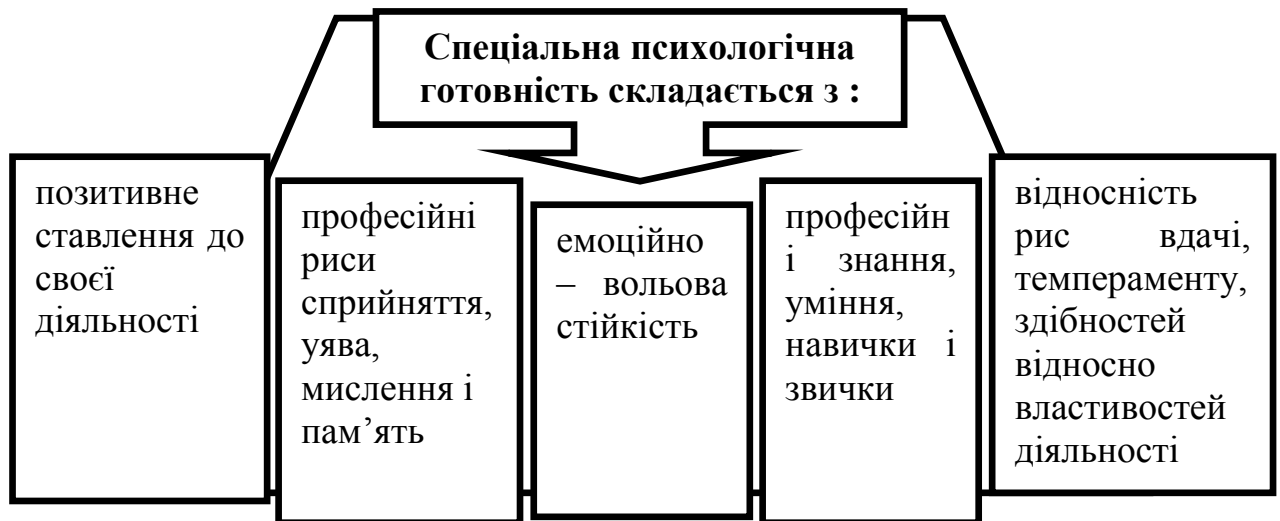 Спеціальна психологічна
готовність складається з :
позитивне
ставлення до
своєї
діяльності
професійні
риси
сприйняття,
уява,
мислення і
пам’ять
емоційно
– вольова
стійкість
професійн
і знання,
уміння,
навички і
звички
відносність
рис вдачі,
темпераменту,
здібностей
відносно
властивостей
діяльності